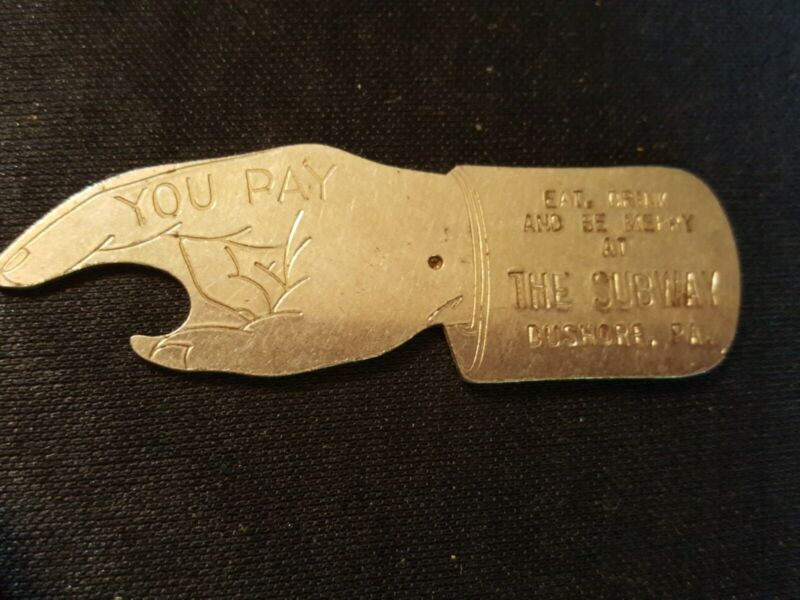 YOU PAY
EAT, DRINK
AND BE MERRY
AT
THE SUBWAY
DUSHORE, PA.